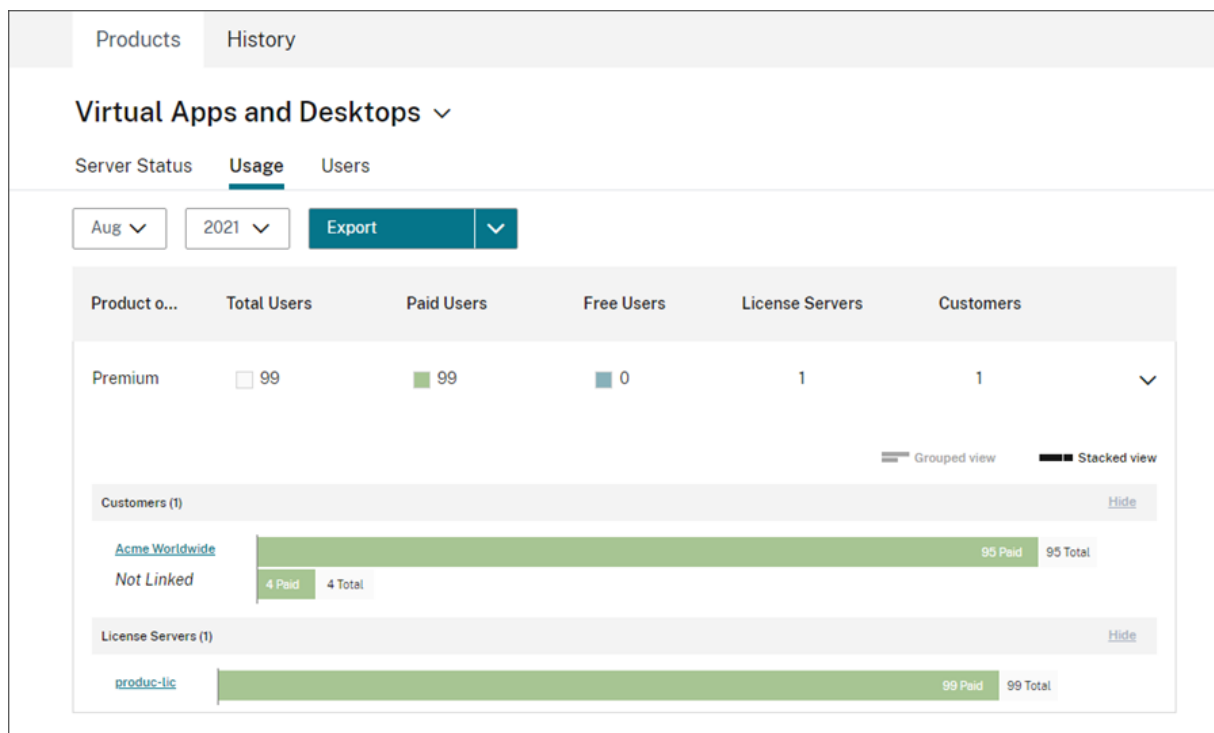 Products History
Virtual Apps and Desktops
Server Status Usage Users
Aug 2021 Export
Product o... Total Users Paid Users Free Users License Servers Customers
Premium 99 99 0 1 1
Grouped view Stacked view
Customers (1) Hide
Acme Worldwide 95 Paid 95 Total
Not Linked 4 Paid 4 Total
License Servers (1) Hide
produc-lic 99 Paid 99 Total